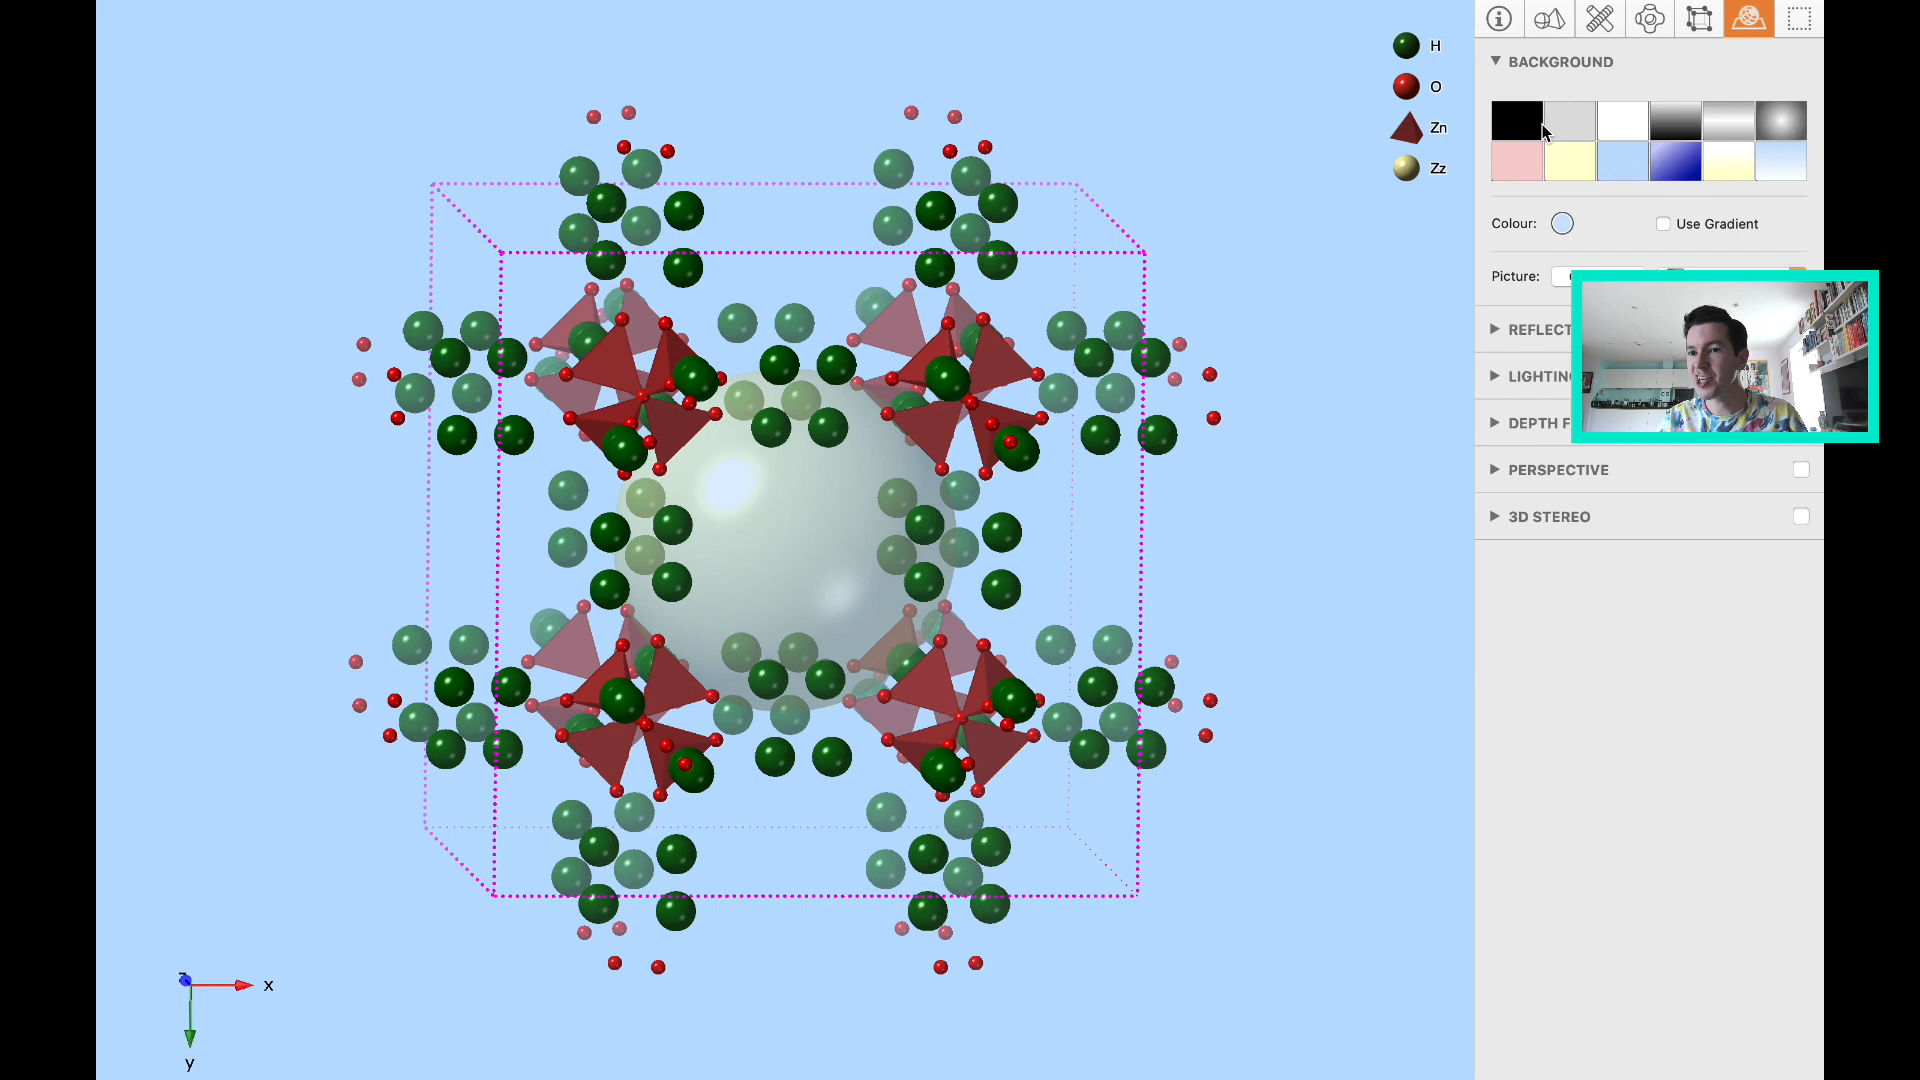 H
O
Zn
Zz
BACKGROUND
Colour:
Use Gradient
Picture:
REFLECT
LIGHTIN
DEPTH F
PERSPECTIVE
3D STEREO
x
y